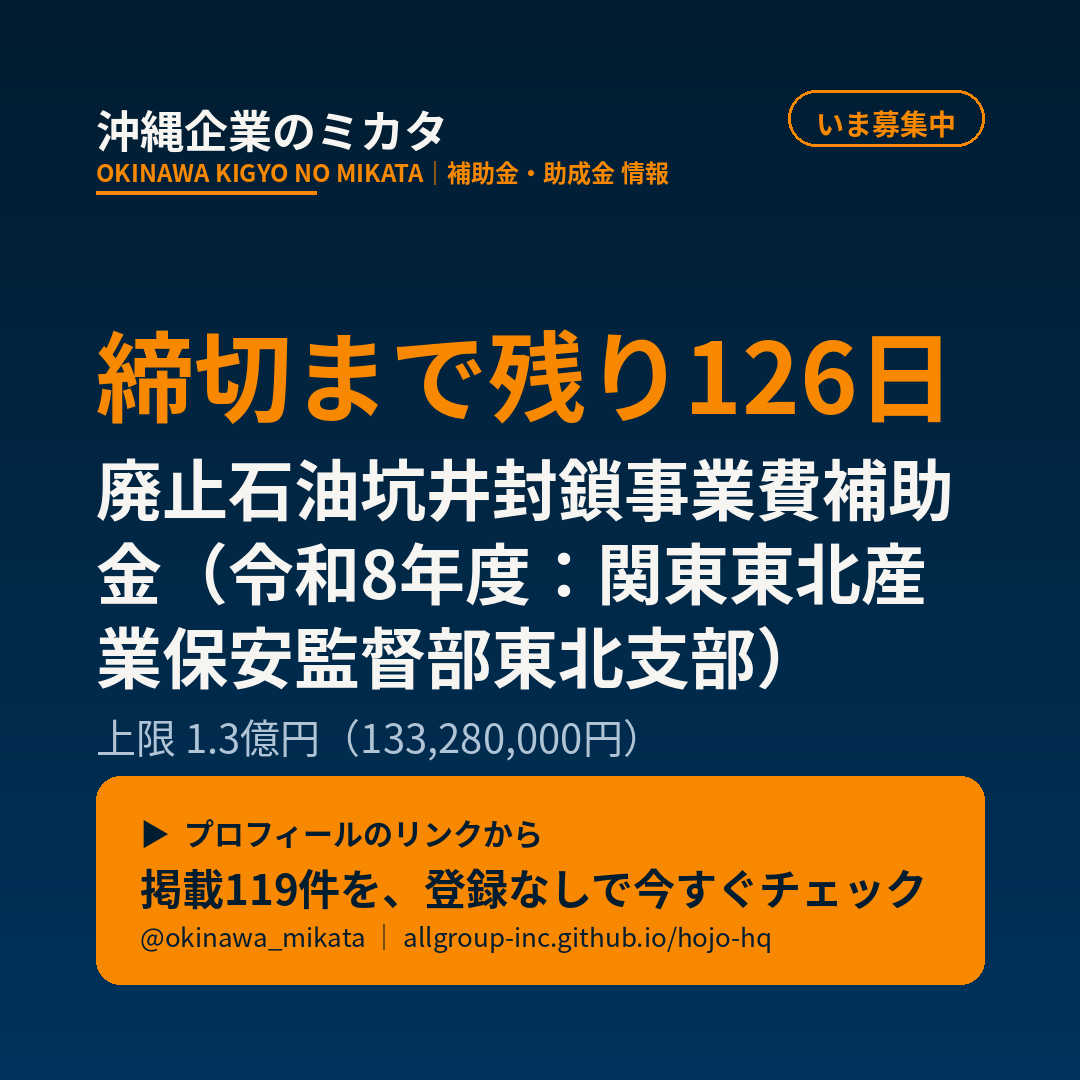 沖縄企業のミカタ
いま募集中
OKINAWA KIGYO NO MIKATA｜補助金・助成金 情報
締切まで残り126日
廃止石油坑井封鎖事業費補助
金（令和8年度：関東東北産
業保安監督部東北支部）
上限 1.3億円（133,280,000円）
▶ プロフィールのリンクから
掲載119件を、登録なしで今すぐチェック
@okinawa_mikata ｜ allgroup-inc.github.io/hojo-hq